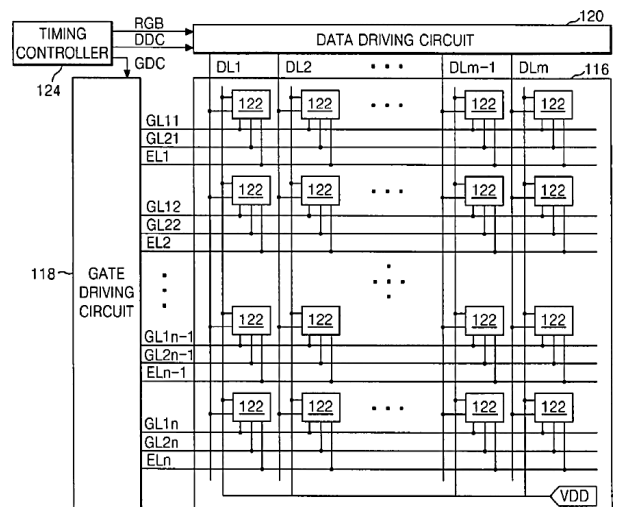 TIMING CONTROLLER
RGB
DDC
GDC
124
DATA DRIVING CIRCUIT
120
DL1 DL2 ... DLm-1 DLm
116
122 122 ... 122 122
GL11
GL21
EL1
122 122 ... 122 122
GL12
GL22
EL2
118
GATE DRIVING CIRCUIT
122 122 122 122
GL1n-1
GL2n-1
ELn-1
122 122 ... 122 122
GL1n
GL2n
ELn
VDD